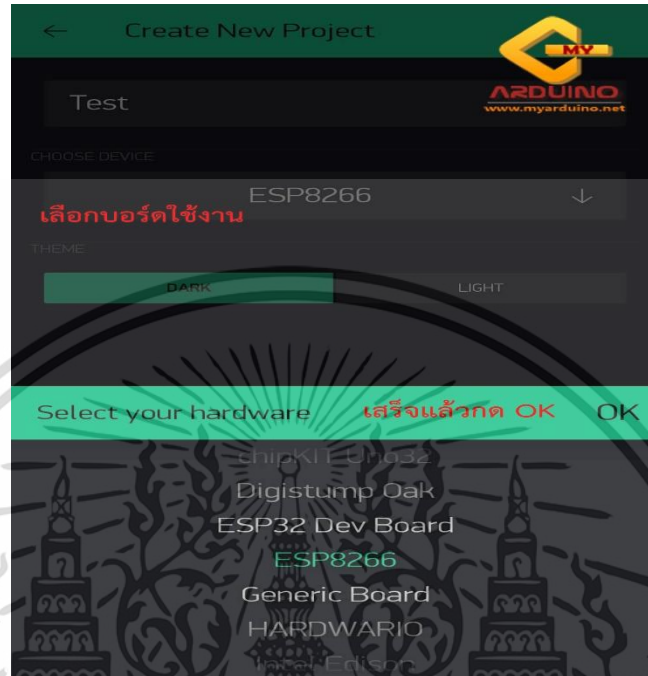 ← Create New Project
MY
ARDUINO
www.myarduino.net
Test
CHOOSE DEVICE
ESP8266 ↓
เลือกบอร์ดใช้งาน
THEME
DARK LIGHT
Select your hardware เสร็จแล้วกด OK OK
chipKIT Uno32
Digistump Oak
ESP32 Dev Board
ESP8266
Generic Board
HARDWARIO
Intel Edison